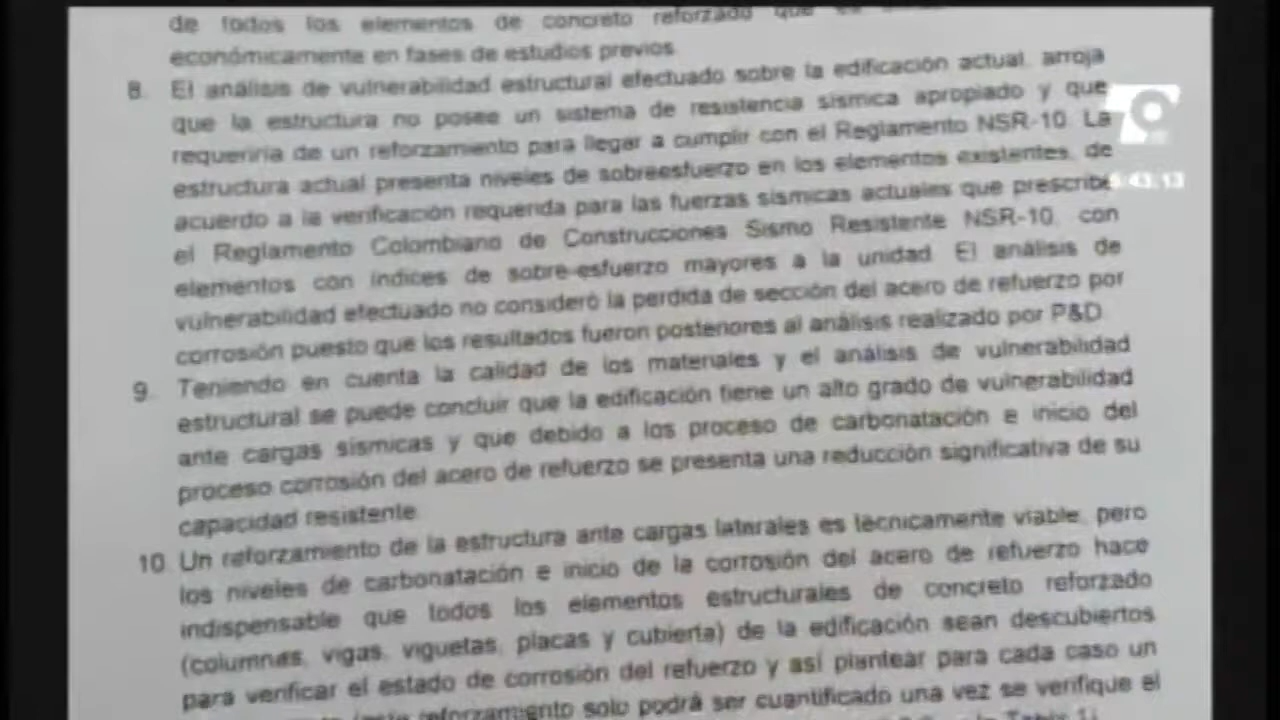 de todos los elementos de concreto reforzado que
económicamente en fases de estudios previos
8. El análisis de vulnerabilidad estructural efectuado sobre la edificación actual, arroja
que la estructura no posee un sistema de resistencia sísmica apropiado y que
requeriría de un reforzamiento para llegar a cumplir con el Reglamento NSR-10. La
estructura actual presenta niveles de sobreesfuerzo en los elementos existentes, de
acuerdo a la verificación requerida para las fuerzas sísmicas actuales que prescribe
el Reglamento Colombiano de Construcciones Sismo Resistente NSR-10, con
elementos con índices de sobre-esfuerzo mayores a la unidad. El análisis de
vulnerabilidad efectuado no consideró la perdida de sección del acero de refuerzo por
corrosión puesto que los resultados fueron posteriores al análisis realizado por P&D.
9. Teniendo en cuenta la calidad de los materiales y el análisis de vulnerabilidad
estructural se puede concluir que la edificación tiene un alto grado de vulnerabilidad
ante cargas sísmicas y que debido a los proceso de carbonatación e inicio del
proceso corrosión del acero de refuerzo se presenta una reducción significativa de su
capacidad resistente.
10. Un reforzamiento de la estructura ante cargas laterales es técnicamente viable, pero
los niveles de carbonatación e inicio de la corrosión del acero de refuerzo hace
indispensable que todos los elementos estructurales de concreto reforzado
(columnas, vigas, viguetas, placas y cubierta) de la edificación sean descubiertos
para verificar el estado de corrosión del refuerzo y así plantear para cada caso un
reforzamiento solo podrá ser cuantificado una vez se verifique el
43:13